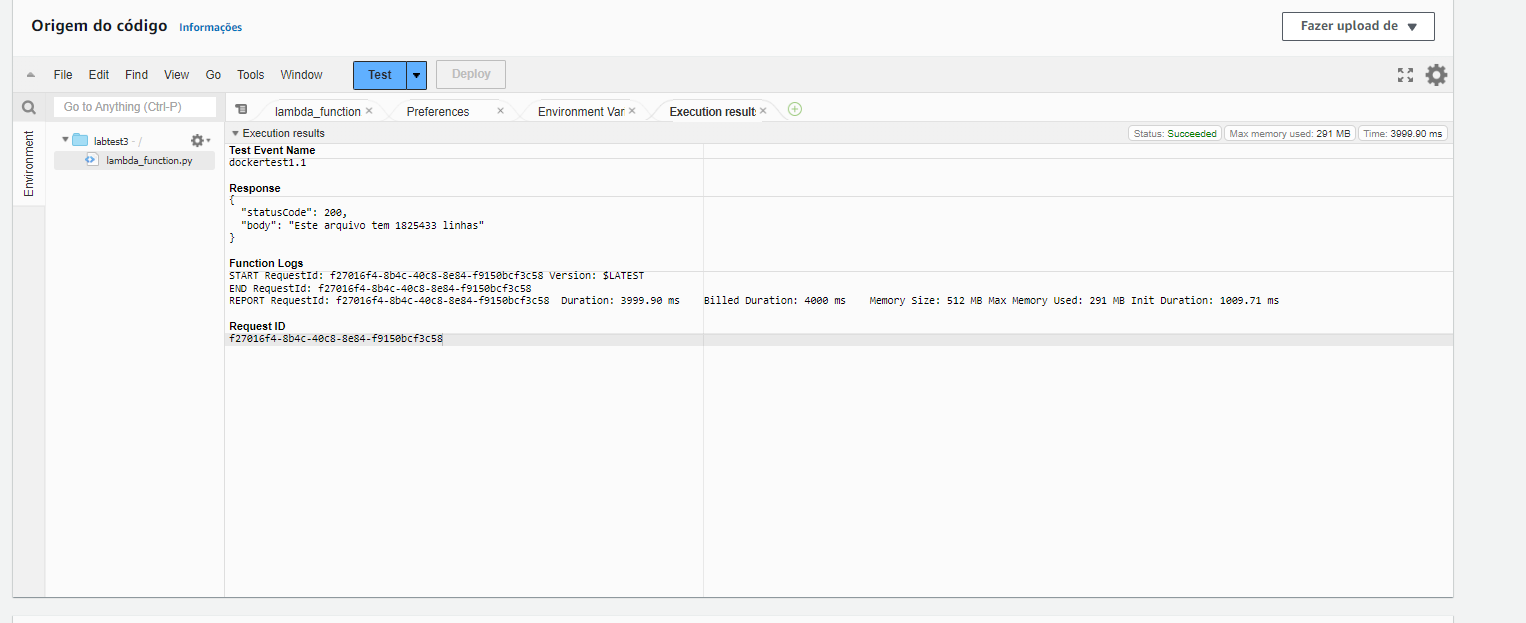 Origem do código Informações Fazer upload de
File Edit Find View Go Tools Window Test Deploy
Go to Anything (Ctrl-P) lambda_function Preferences Environment Var Execution results
Environment
labtest3 - /
lambda_function.py
Execution results Status: Succeeded Max memory used: 291 MB Time: 3999.90 ms
Test Event Name
dockertest1.1
Response
{
"statusCode": 200,
"body": "Este arquivo tem 1825433 linhas"
}
Function Logs
START RequestId: f27016f4-8b4c-40c8-8e84-f9150bcf3c58 Version: $LATEST
END RequestId: f27016f4-8b4c-40c8-8e84-f9150bcf3c58
REPORT RequestId: f27016f4-8b4c-40c8-8e84-f9150bcf3c58 Duration: 3999.90 ms Billed Duration: 4000 ms Memory Size: 512 MB Max Memory Used: 291 MB Init Duration: 1009.71 ms
Request ID
f27016f4-8b4c-40c8-8e84-f9150bcf3c58